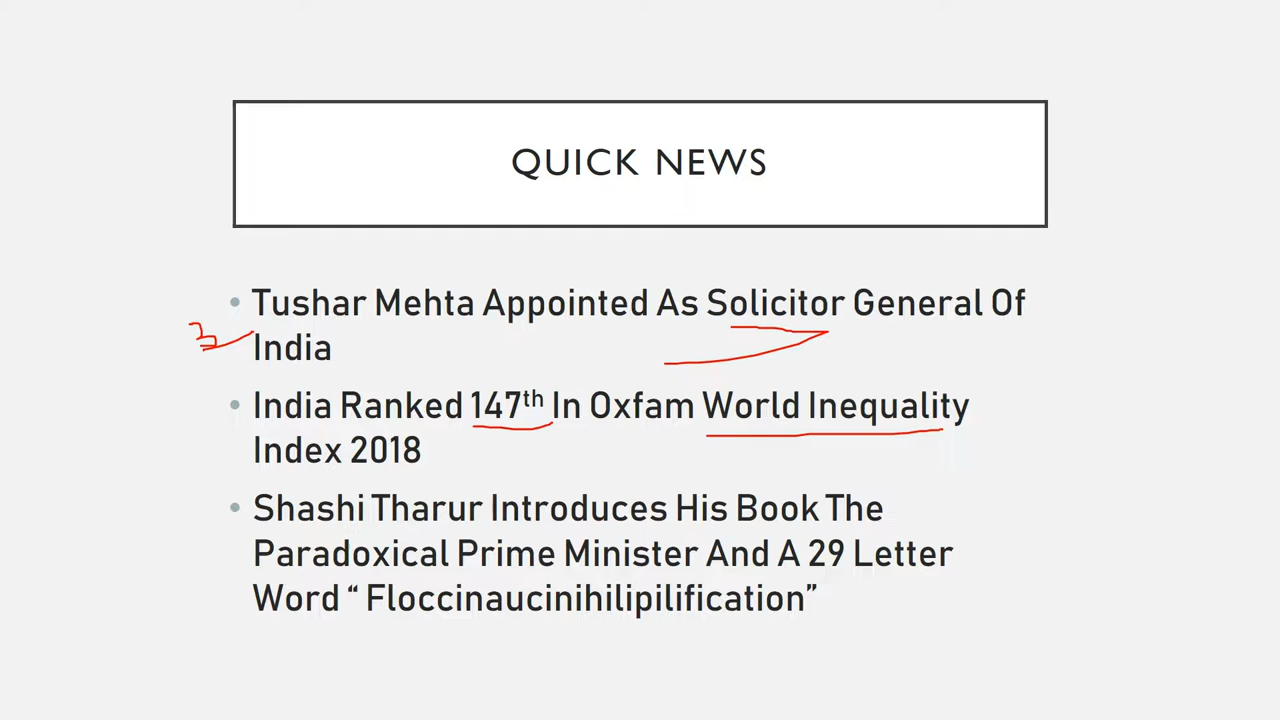 QUICK NEWS
• Tushar Mehta Appointed As Solicitor General Of
3
India
• India Ranked 147th In Oxfam World Inequality
Index 2018
• Shashi Tharur Introduces His Book The
Paradoxical Prime Minister And A 29 Letter
Word “ Floccinaucinihilipilification”